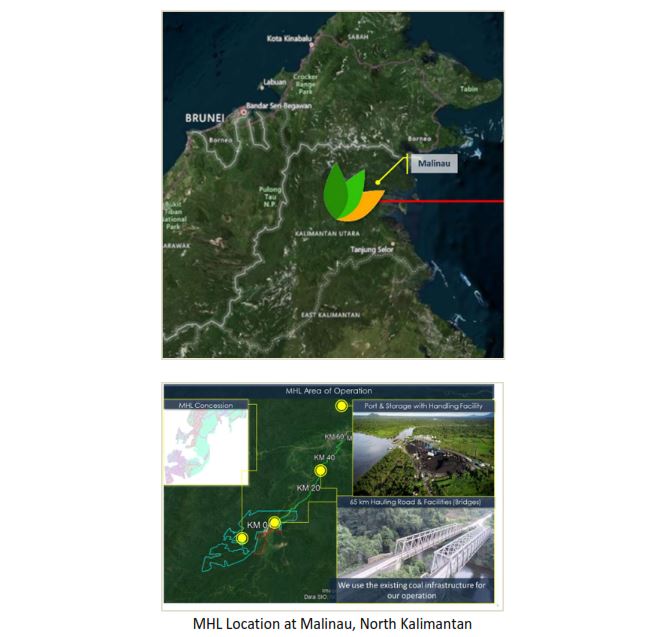 Kota Kinabalu
SABAH
Labuan
Crocker
Range
Park
Tabin
Bandar Seri Begawan
BRUNEI
Borneo
Borneo
Malinau
Pulong
Tau
N.P.
Bukit
Tiban
National
Park
ARAWAK
KALIMANTAN UTARA
Tanjung Selor
EAST KALIMANTAN
MHL Area of Operation
MHL Concession
Port & Storage with Handling Facility
KM 60
KM 40
KM 20
65 km Hauling Road & Facilities (Bridges)
KM 0
We use the existing coal infrastructure for
our operation
Data SIO,
MHL Location at Malinau, North Kalimantan